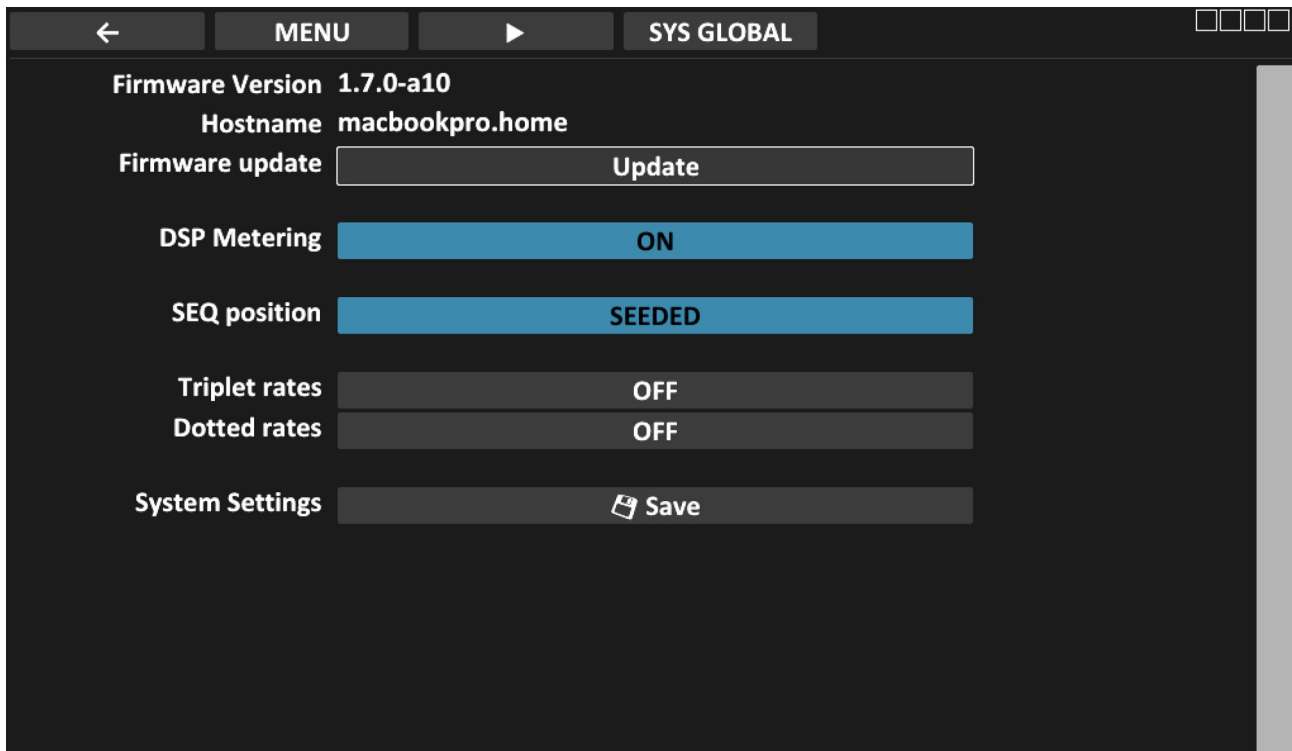 ← MENU ▶ SYS GLOBAL
Firmware Version 1.7.0-a10
Hostname macbookpro.home
Firmware update Update
DSP Metering ON
SEQ position SEEDED
Triplet rates OFF
Dotted rates OFF
System Settings Save